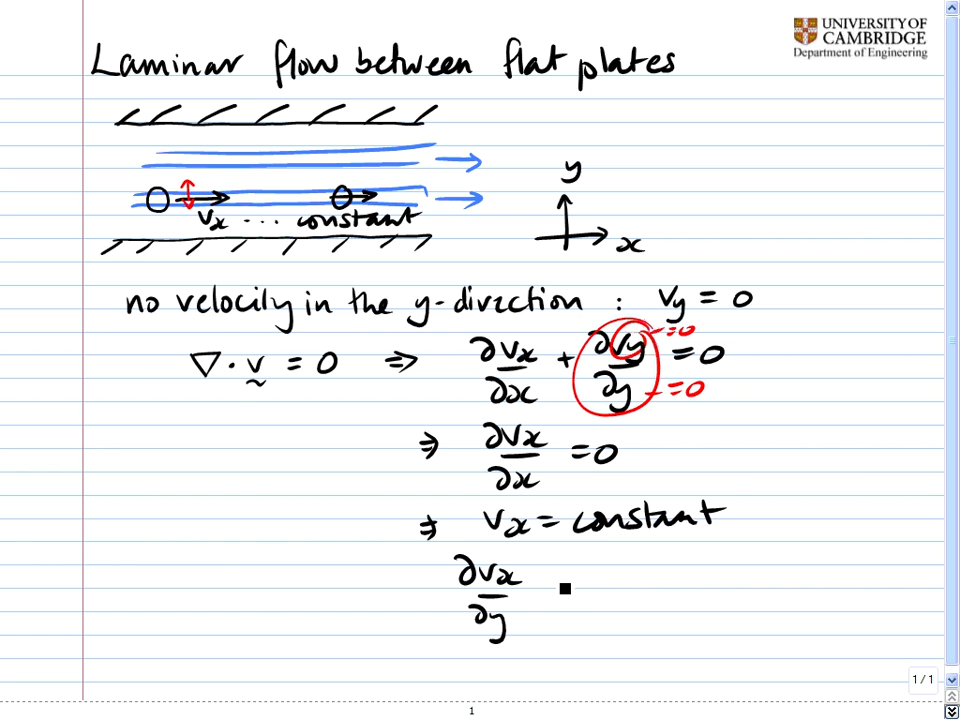 UNIVERSITY OF
CAMBRIDGE
Department of Engineering
Laminar flow between flat plates
vx ... constant
y
x
no velocity in the y-direction : vy = 0
∇ · v = 0 ⇒ ∂vx/∂x + ∂vy/∂y = 0
=0
=0
⇒ ∂vx/∂x = 0
⇒ vx = constant
∂vx/∂y
1 / 1
1